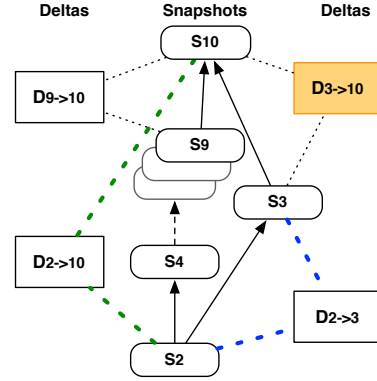 Deltas Snapshots Deltas
S10
D9->10 D3->10
S9
S3
D2->10 S4
D2->3
S2